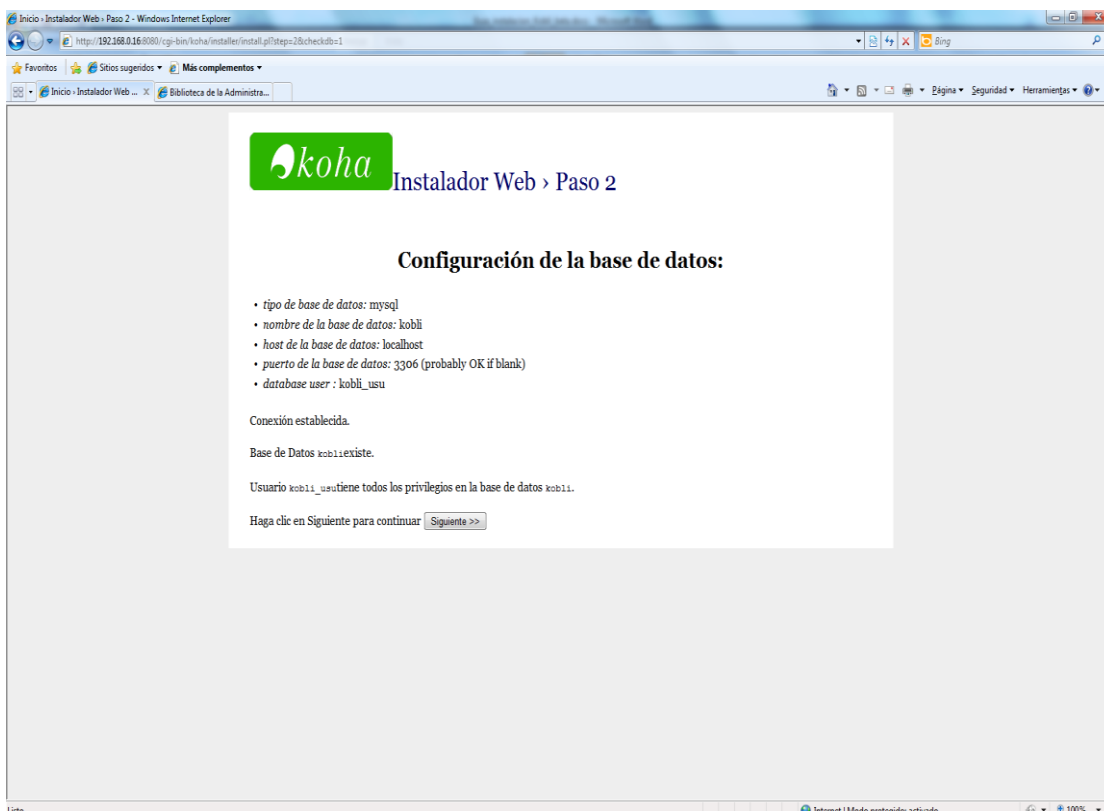 Inicio › Instalador Web › Paso 2 - Windows Internet Explorer
http://192.168.0.16:8080/cgi-bin/koha/installer/install.pl?step=2&checkdb=1
Bing
Favoritos Sitios sugeridos Más complementos
Inicio › Instalador Web ... X Biblioteca de la Administra... Página Seguridad Herramientas
koha
Instalador Web › Paso 2
Configuración de la base de datos:
• tipo de base de datos: mysql
• nombre de la base de datos: kobli
• host de la base de datos: localhost
• puerto de la base de datos: 3306 (probably OK if blank)
• database user : kobli_usu
Conexión establecida.
Base de Datos kobliexiste.
Usuario kobli_usutiene todos los privilegios en la base de datos kobli.
Haga clic en Siguiente para continuar Siguiente >>
Listo Internet | Modo protegido: activado 100%